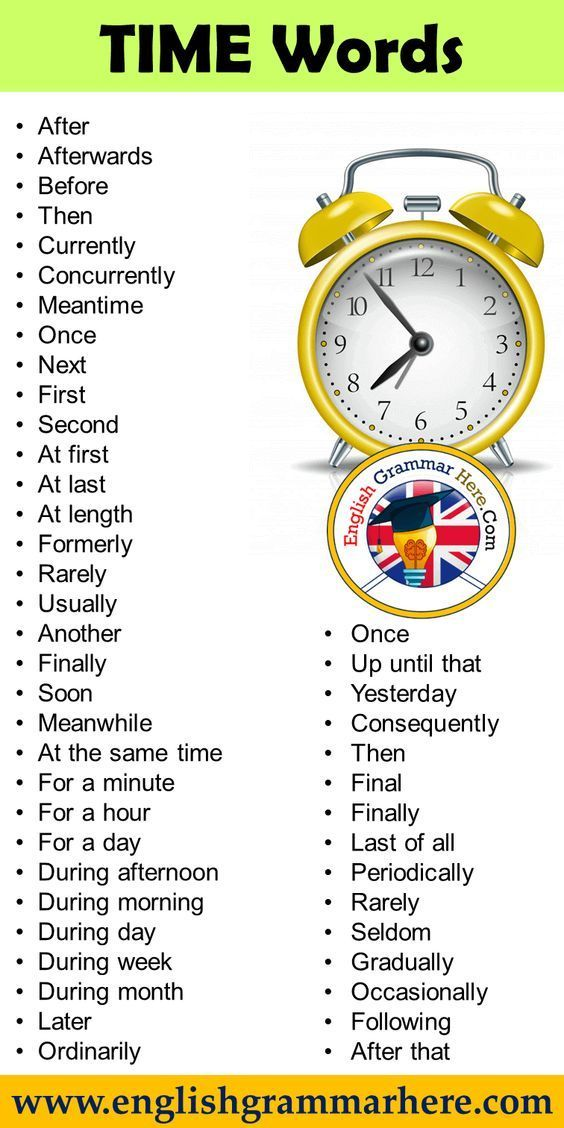 TIME Words
• After
• Afterwards
• Before
• Then
• Currently
• Concurrently
• Meantime
• Once
• Next
• First
• Second
• At first
• At last
• At length
• Formerly
• Rarely
• Usually
• Another
• Finally
• Soon
• Meanwhile
• At the same time
• For a minute
• For a hour
• For a day
• During afternoon
• During morning
• During day
• During week
• During month
• Later
• Ordinarily
12
1
2
3
4
5
6
7
8
9
10
11
English Grammar Here.Com
• Once
• Up until that
• Yesterday
• Consequently
• Then
• Final
• Finally
• Last of all
• Periodically
• Rarely
• Seldom
• Gradually
• Occasionally
• Following
• After that
www.englishgrammarhere.com